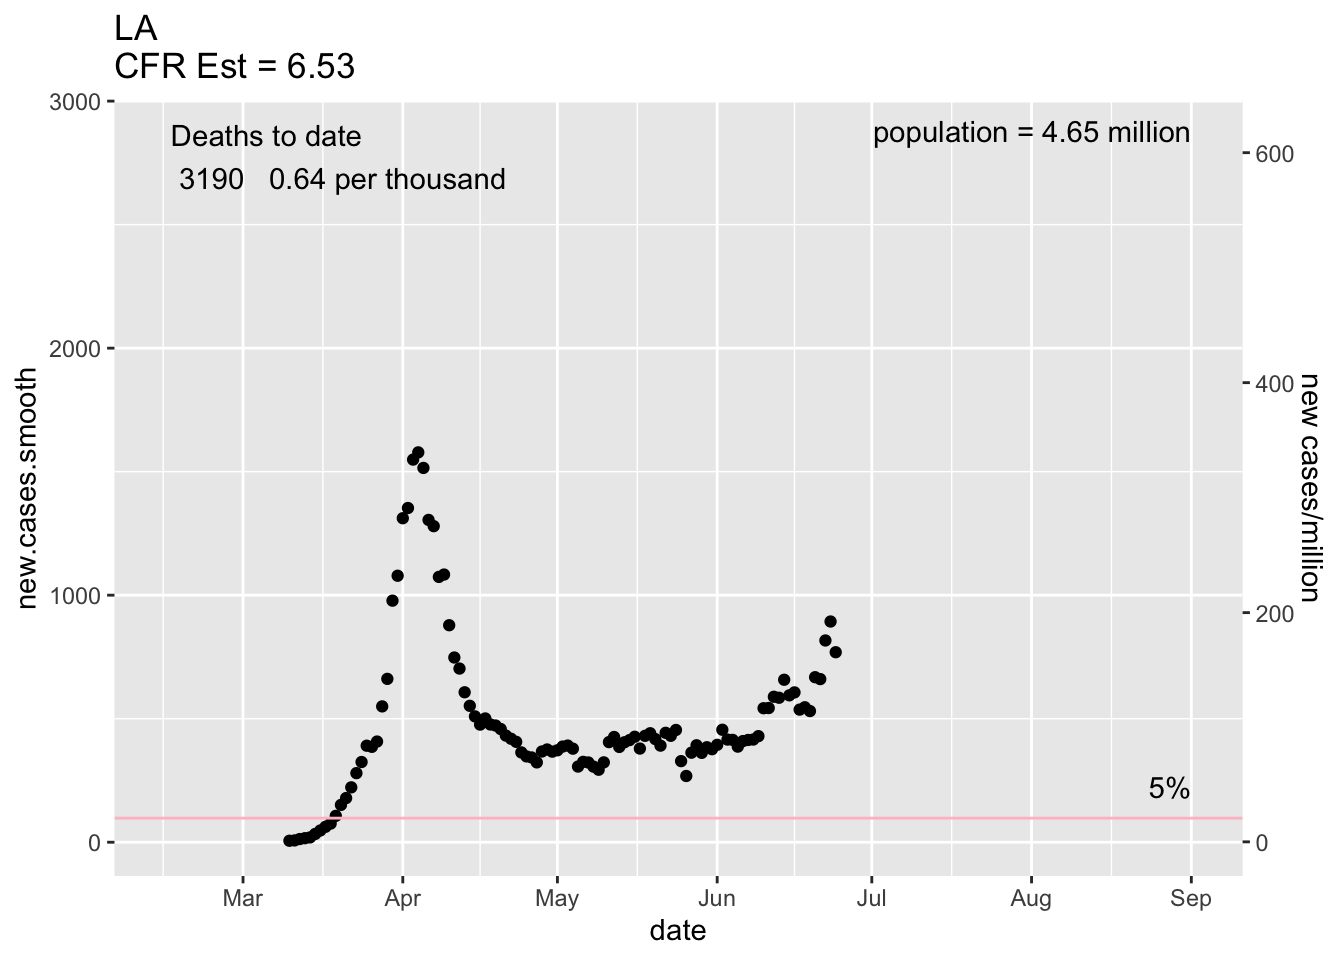 LA
CFR Est = 6.53
Deaths to date
3190 0.64 per thousand
population = 4.65 million
3000
2000
1000
0
new.cases.smooth
600
400
200
0
new cases/million
5%
Mar Apr May Jun Jul Aug Sep
date